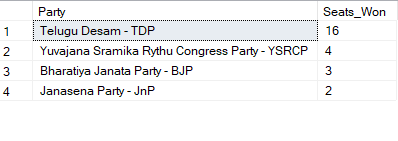 Party Seats_Won
1 Telugu Desam - TDP 16
2 Yuvajana Sramika Rythu Congress Party - YSRCP 4
3 Bharatiya Janata Party - BJP 3
4 Janasena Party - JnP 2